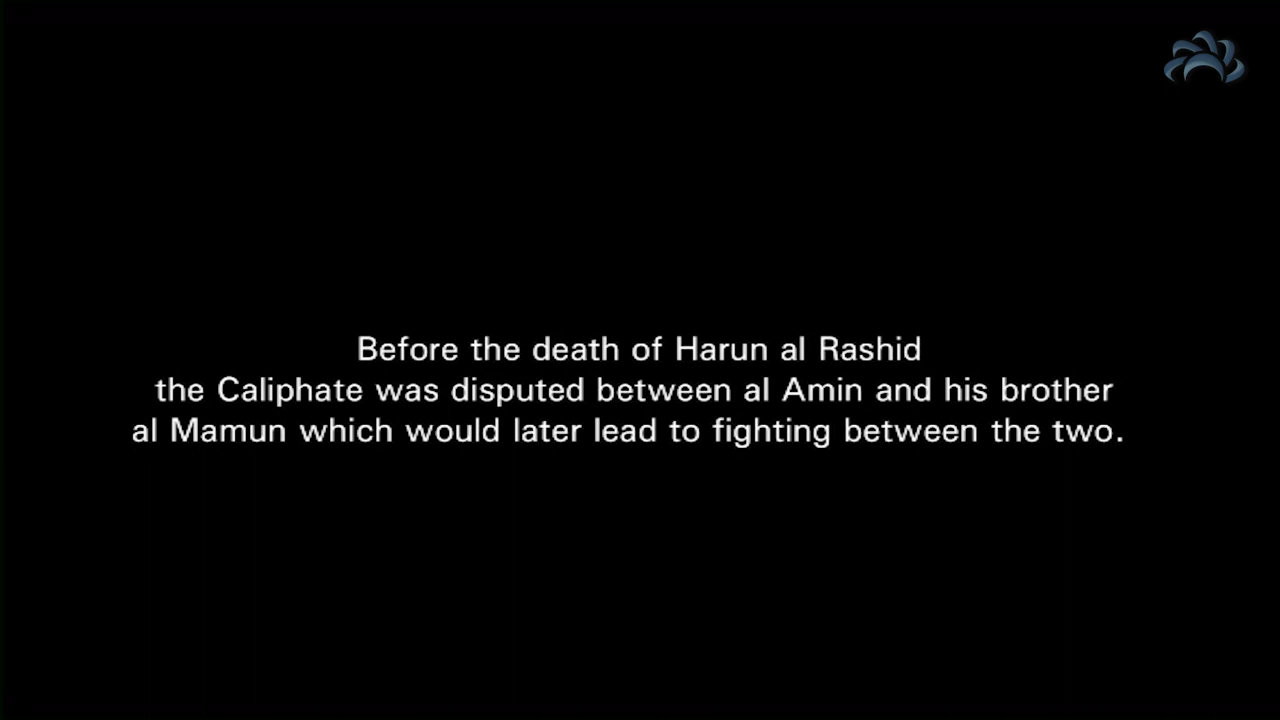 Before the death of Harun al Rashid
the Caliphate was disputed between al Amin and his brother
al Mamun which would later lead to fighting between the two.